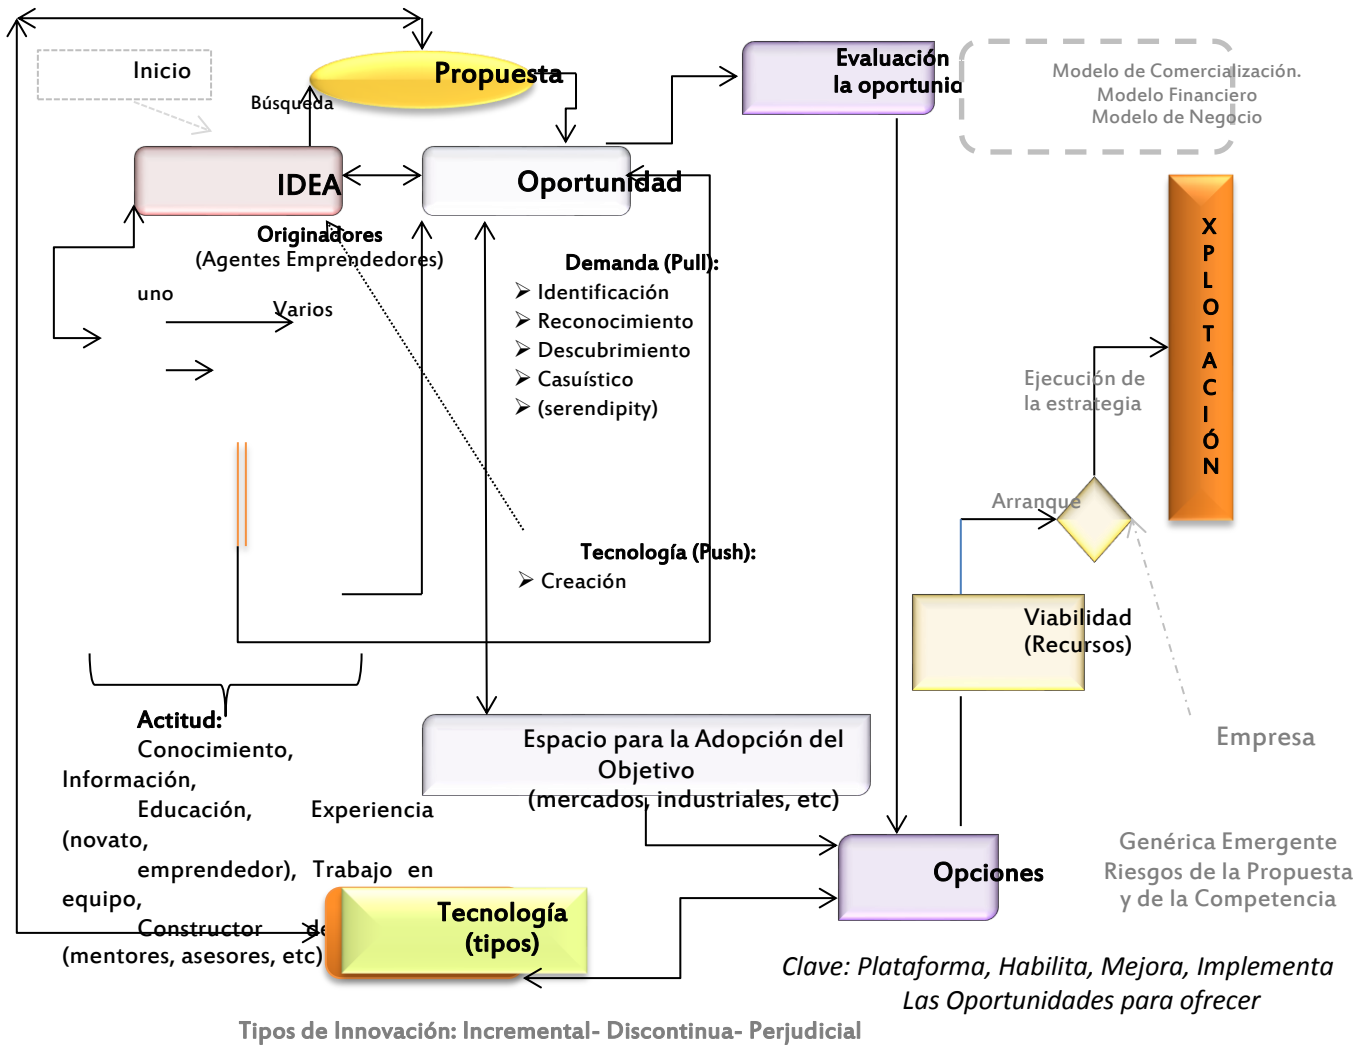 Inicio
Propuesta
Búsqueda
Evaluación
la oportunid
Modelo de Comercialización.
Modelo Financiero
Modelo de Negocio
IDEA
Oportunidad
Originadores
(Agentes Emprendedores)
uno
Varios
Demanda (Pull):
➢ Identificación
➢ Reconocimiento
➢ Descubrimiento
➢ Casuístico
➢ (serendipity)
X
P
L
O
T
A
C
I
Ó
N
Ejecución de
la estrategia
Arranque
Tecnología (Push):
➢ Creación
Viabilidad
(Recursos)
Empresa
Actitud:
Conocimiento,
Información,
Educación, Experiencia
(novato,
emprendedor), Trabajo en
equipo,
Constructor de
(mentores, asesores, etc)
Espacio para la Adopción del
Objetivo
(mercados, industriales, etc)
Opciones
Genérica Emergente
Riesgos de la Propuesta
y de la Competencia
Tecnología
(tipos)
Clave: Plataforma, Habilita, Mejora, Implementa
Las Oportunidades para ofrecer
Tipos de Innovación: Incremental- Discontinua- Perjudicial